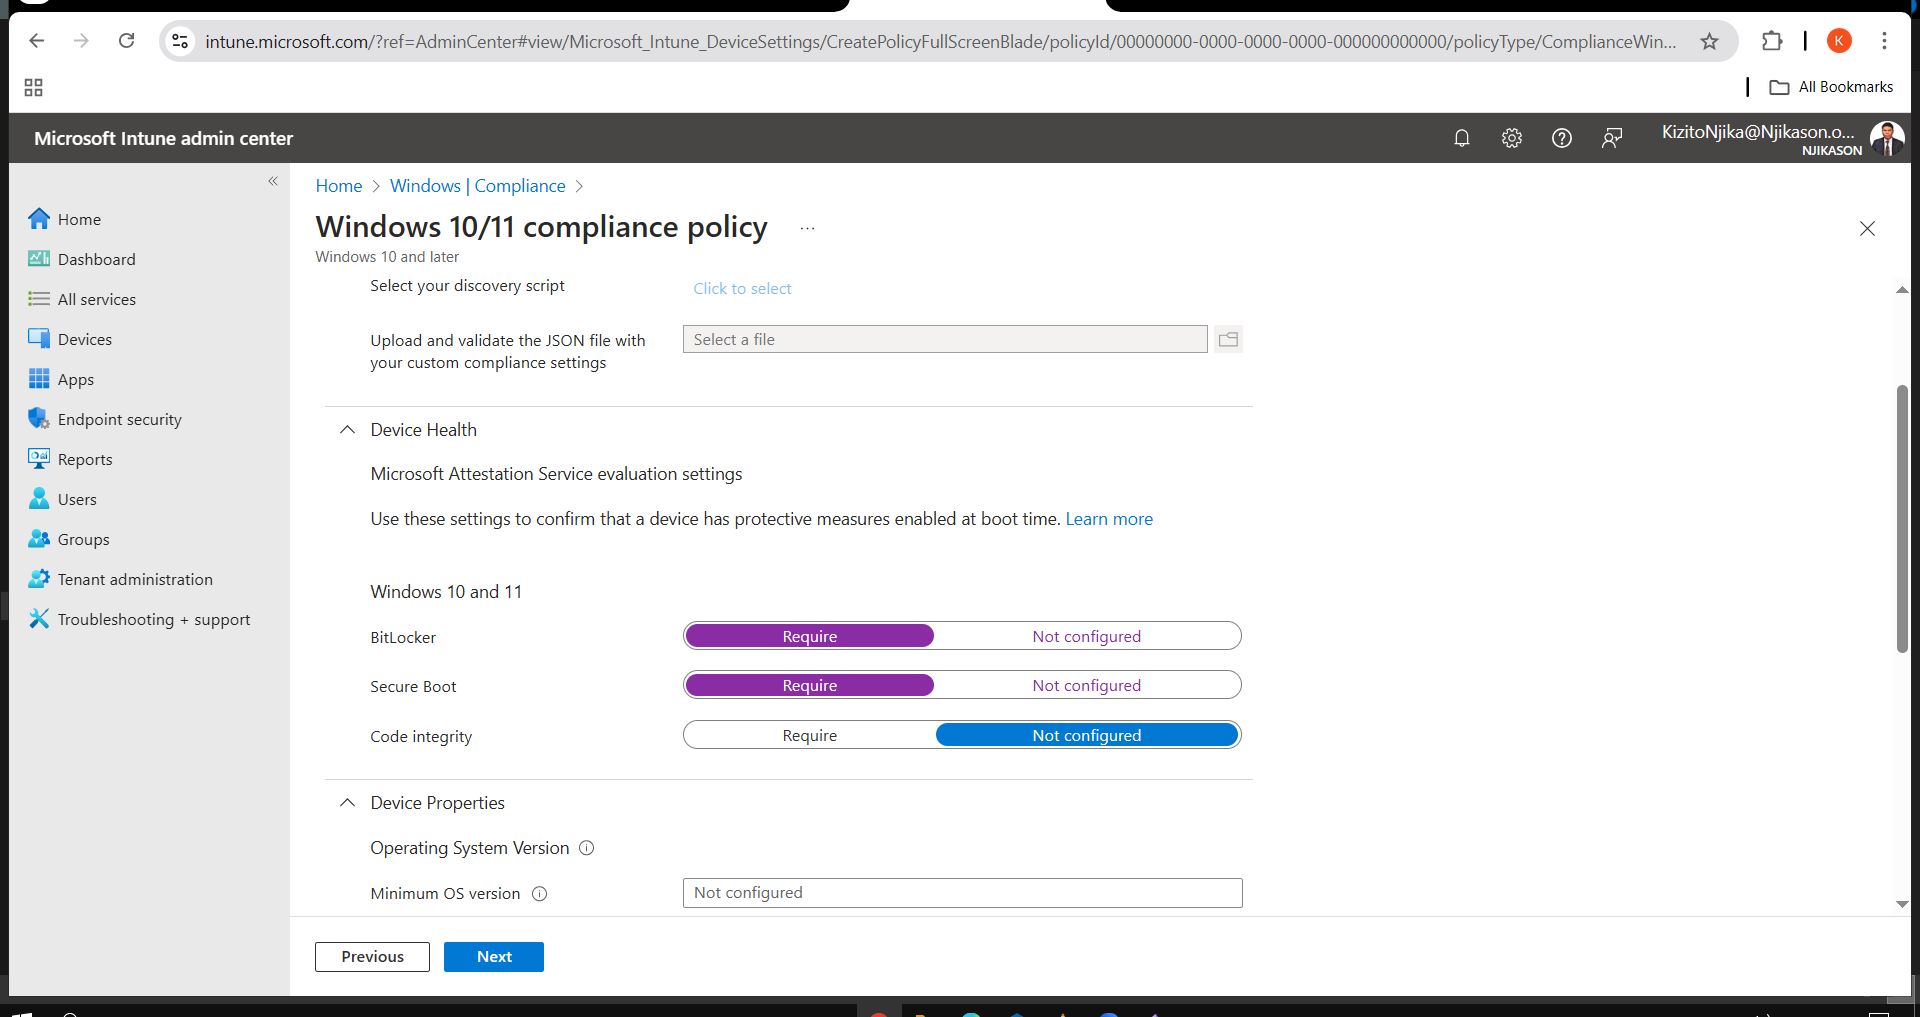 intune.microsoft.com/?ref=AdminCenter#view/Microsoft_Intune_DeviceSettings/CreatePolicyFullScreenBlade/policyId/00000000-0000-0000-0000-000000000000/policyType/ComplianceWin...
K
All Bookmarks
Microsoft Intune admin center
KizitoNjika@Njikason.o...
NJIKASON
Home > Windows | Compliance >
Windows 10/11 compliance policy ...
Windows 10 and later
Home
Dashboard
All services
Devices
Apps
Endpoint security
Reports
Users
Groups
Tenant administration
Troubleshooting + support
Select your discovery script
Click to select
Upload and validate the JSON file with
your custom compliance settings
Select a file
Device Health
Microsoft Attestation Service evaluation settings
Use these settings to confirm that a device has protective measures enabled at boot time. Learn more
Windows 10 and 11
BitLocker
Require
Not configured
Secure Boot
Require
Not configured
Code integrity
Require
Not configured
Device Properties
Operating System Version
Minimum OS version
Not configured
Previous
Next